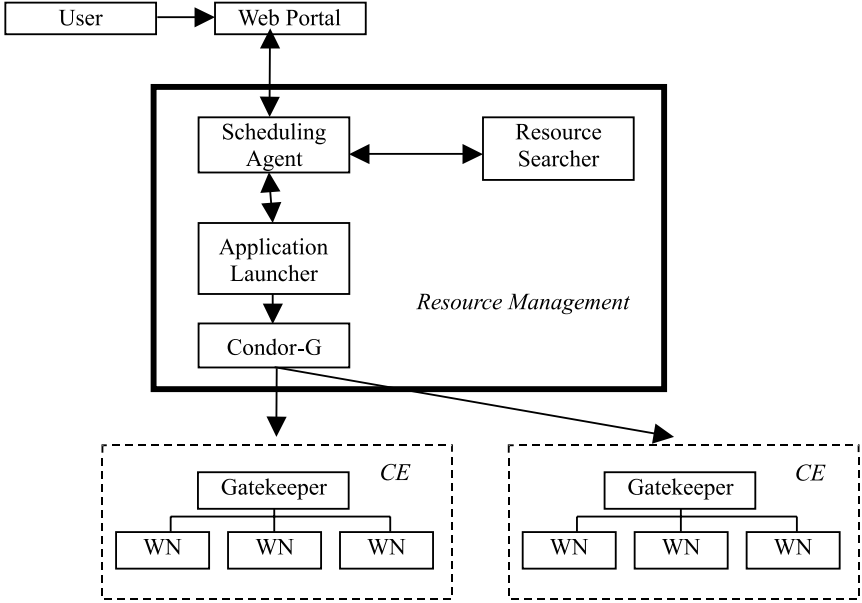 User
Web Portal
Scheduling
Agent
Resource
Searcher
Application
Launcher
Resource Management
Condor-G
CE
Gatekeeper
WN
WN
WN
CE
Gatekeeper
WN
WN
WN